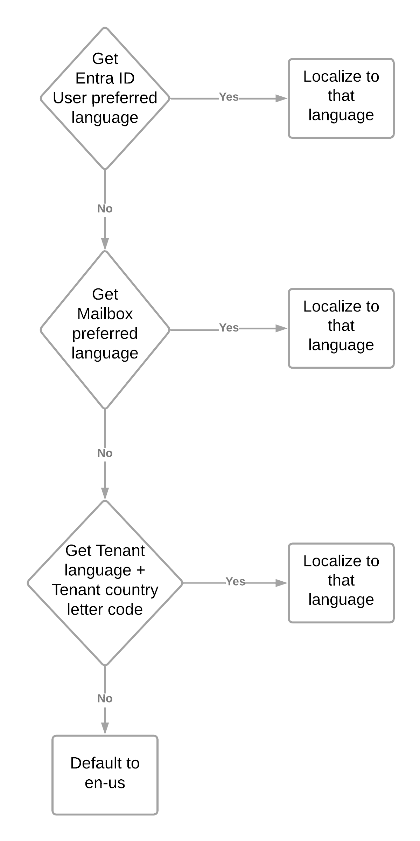 Get
Entra ID
User preferred
language
Yes
Localize to
that
language
No
Get
Mailbox
preferred
language
Yes
Localize to
that
language
No
Get Tenant
language +
Tenant country
letter code
Yes
Localize to
that
language
No
Default to
en-us